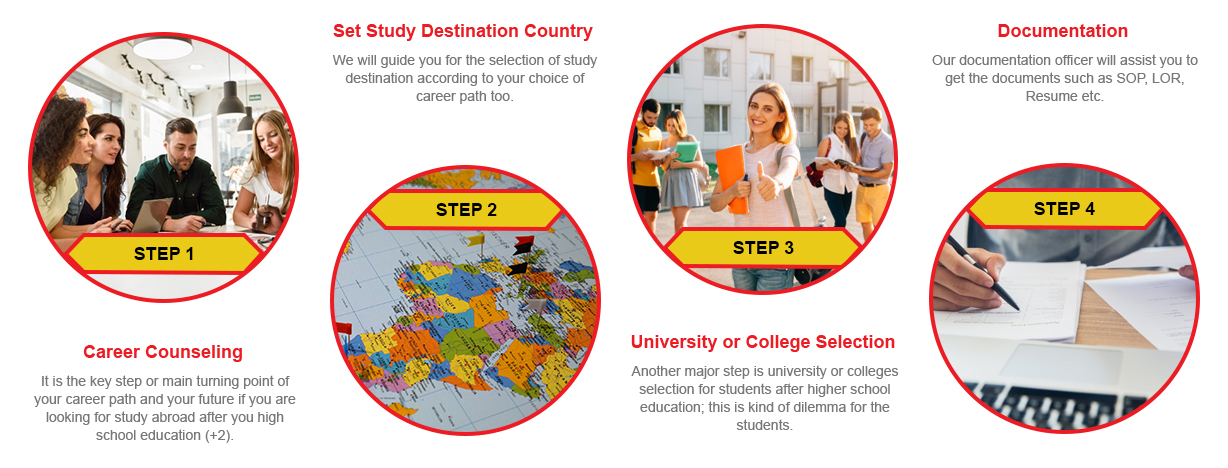 STEP 1
Career Counseling
It is the key step or main turning point of
your career path and your future if you are
looking for study abroad after you high
school education (+2).
Set Study Destination Country
We will guide you for the selection of study
destination according to your choice of
career path too.
STEP 2
STEP 3
University or College Selection
Another major step is university or colleges
selection for students after higher school
education; this is kind of dilemma for the
students.
Documentation
Our documentation officer will assist you to
get the documents such as SOP, LOR,
Resume etc.
STEP 4